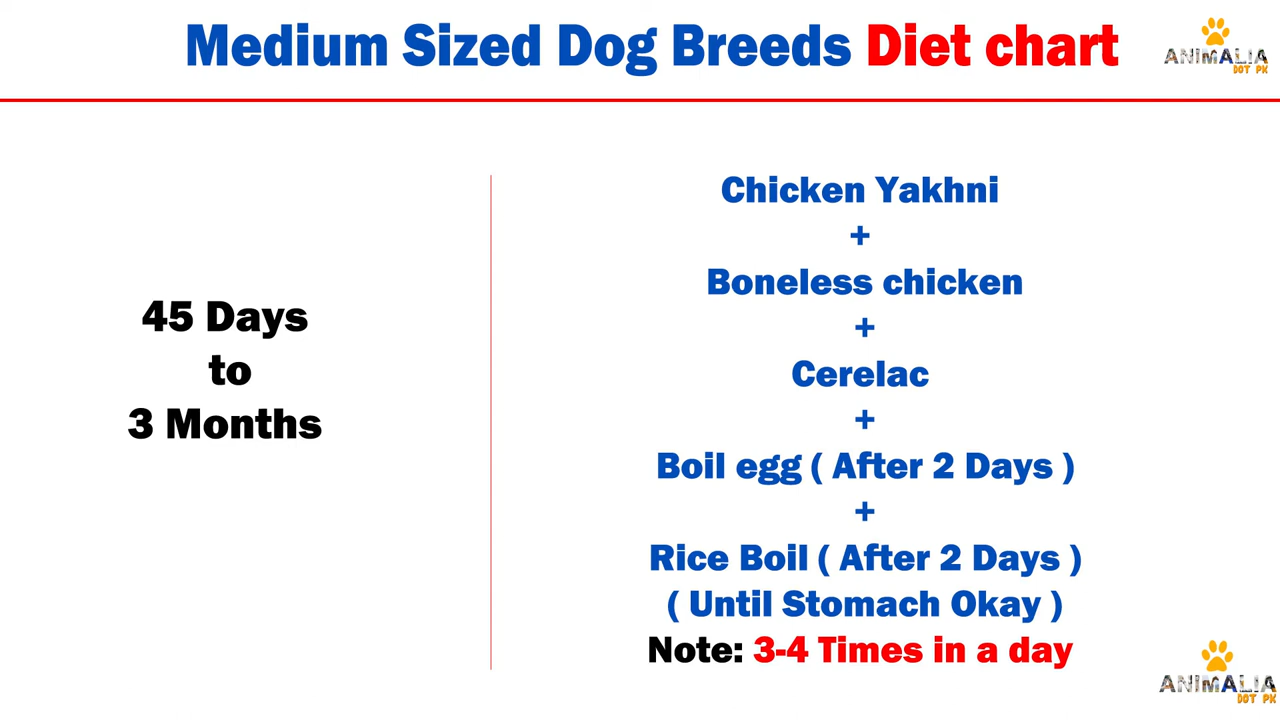 Medium Sized Dog Breeds Diet chart
ANIMALIA
DOT PK
45 Days
to
3 Months
Chicken Yakhni
+
Boneless chicken
+
Cerelac
+
Boil egg ( After 2 Days )
+
Rice Boil ( After 2 Days )
( Until Stomach Okay )
Note: 3-4 Times in a day
ANIMALIA
DOT PK